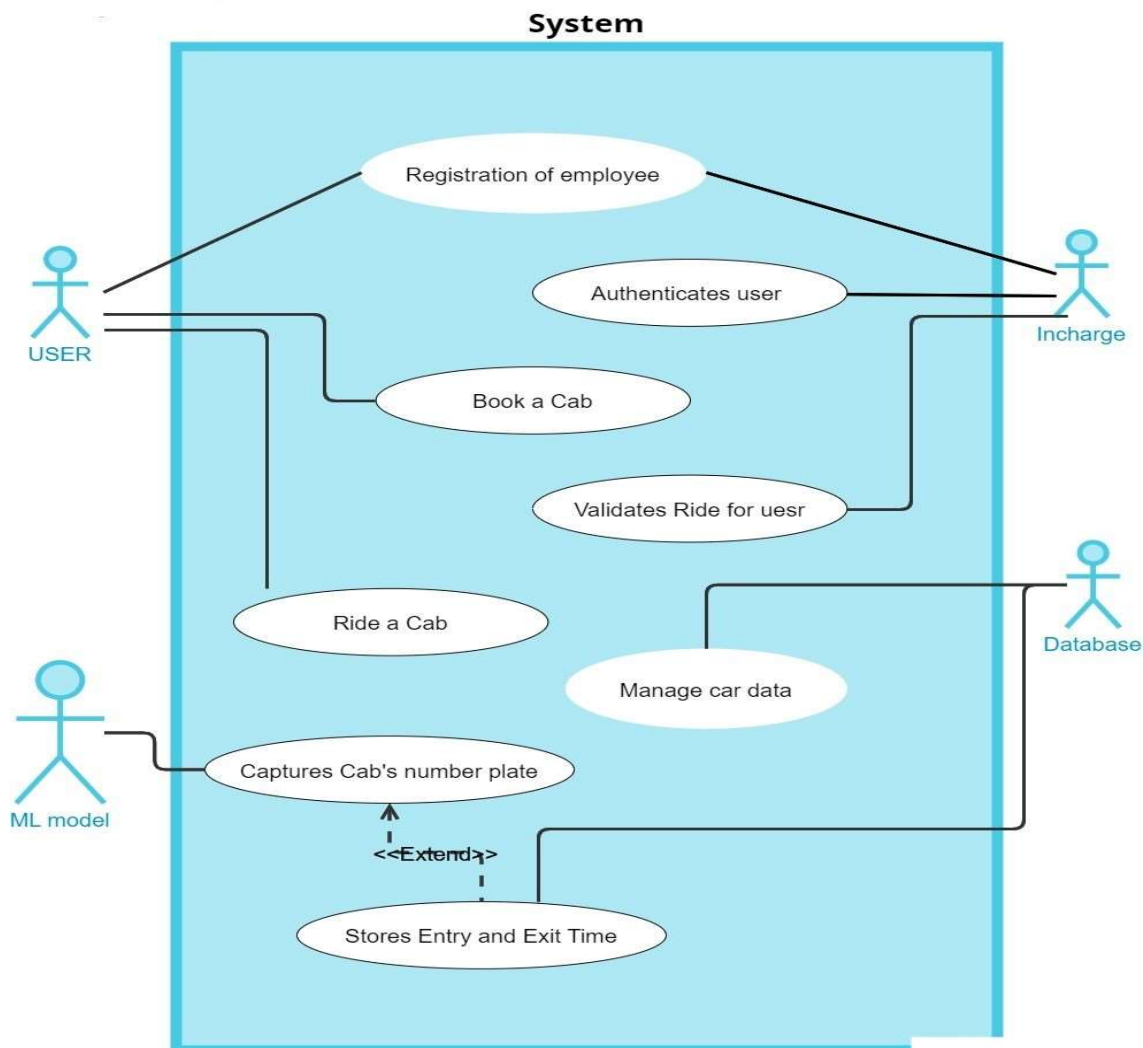 System
Registration of employee
Authenticates user
USER
Incharge
Book a Cab
Validates Ride for uesr
Ride a Cab
Database
Manage car data
Captures Cab's number plate
ML model
<<Extend>>
Stores Entry and Exit Time